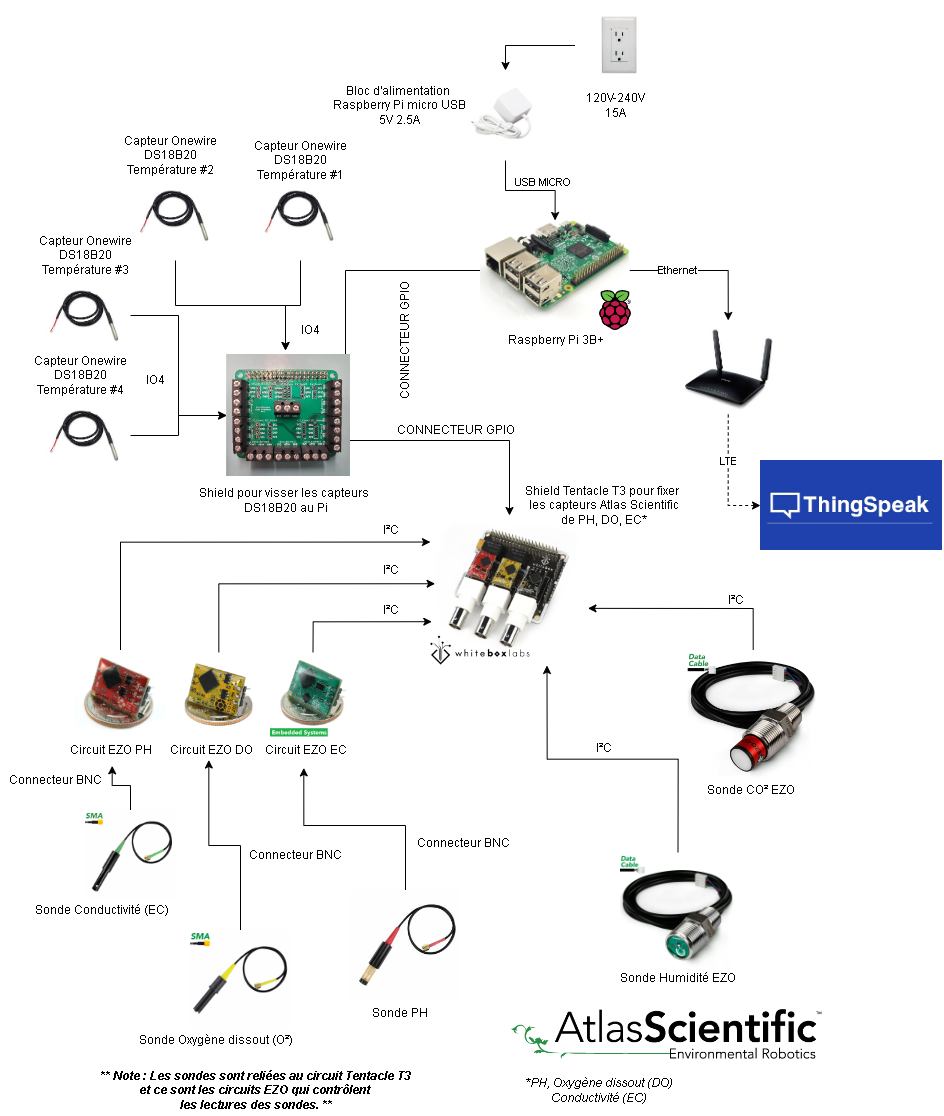 120V-240V
15A
Bloc d'alimentation
Raspberry Pi micro USB
5V 2.5A
USB MICRO
Capteur Onewire
DS18B20
Température #2
Capteur Onewire
DS18B20
Température #1
Capteur Onewire
DS18B20
Température #3
Capteur Onewire
DS18B20
Température #4
IO4
IO4
CONNECTEUR GPIO
Ethernet
Raspberry Pi 3B+
CONNECTEUR GPIO
LTE
ThingSpeak
Shield pour visser les capteurs
DS18B20 au Pi
Shield Tentacle T3 pour fixer
les capteurs Atlas Scientific
de PH, DO, EC*
I²C
I²C
I²C
whiteboxlabs
I²C
I²C
Data
Cable
Sonde CO² EZO
Embedded Systems
Circuit EZO PH
Circuit EZO DO
Circuit EZO EC
Connecteur BNC
Connecteur BNC
Connecteur BNC
SMA
Sonde Conductivité (EC)
SMA
Sonde Oxygène dissout (O²)
Sonde PH
Data
Cable
Sonde Humidité EZO
AtlasScientific™
Environmental Robotics
** Note : Les sondes sont reliées au circuit Tentacle T3
et ce sont les circuits EZO qui contrôlent
les lectures des sondes. **
*PH, Oxygène dissout (DO)
Conductivité (EC)